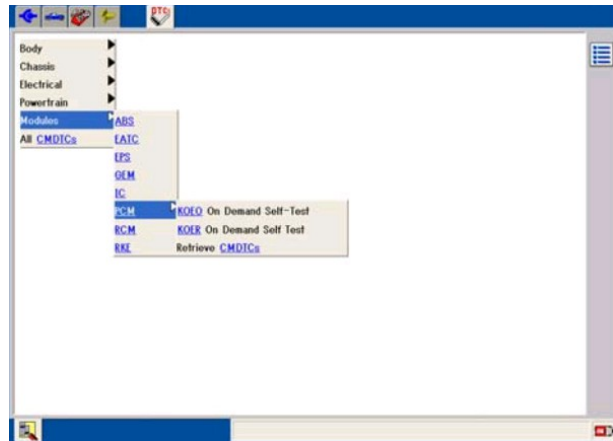 DTC
Body
Chassis
Electrical
Powertrain
Modules
All CMDTCs
ABS
EATC
EPS
GEM
IC
PCM
RCM
RKE
KOEO On Demand Self-Test
KOER On Demand Self Test
Retrieve CMDTCs